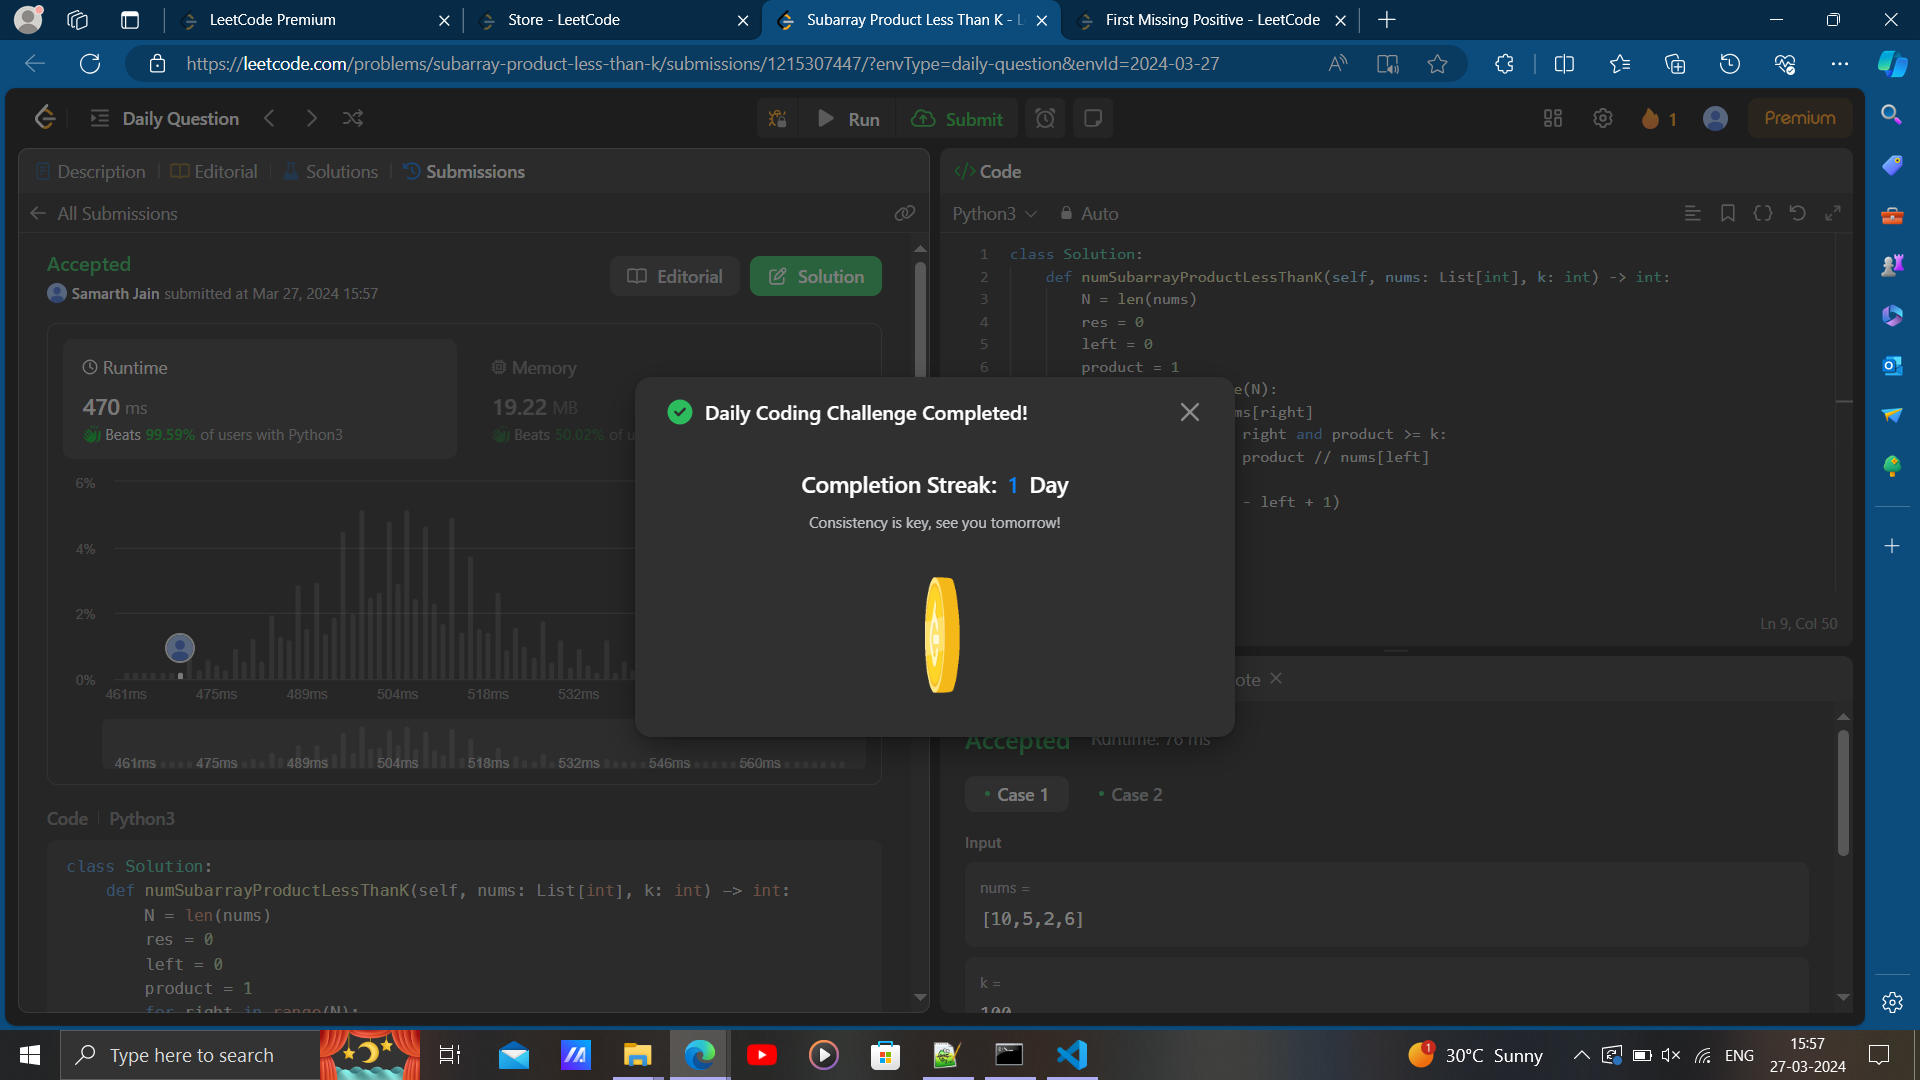 LeetCode Premium
Store - LeetCode
Subarray Product Less Than K - L
First Missing Positive - LeetCode
https://leetcode.com/problems/subarray-product-less-than-k/submissions/1215307447/?envType=daily-question&envId=2024-03-27
Daily Question
Run
Submit
1
Premium
Description
Editorial
Solutions
Submissions
All Submissions
Accepted
Samarth Jain submitted at Mar 27, 2024 15:57
Editorial
Solution
Runtime
470 ms
Beats 99.59% of users with Python3
Memory
19.22 MB
Beats 50.02% of u
6%
4%
2%
0%
461ms 475ms 489ms 504ms 518ms 532ms
461ms 475ms 489ms 504ms 518ms 532ms 546ms 560ms
Code Python3
class Solution:
def numSubarrayProductLessThanK(self, nums: List[int], k: int) -> int:
N = len(nums)
res = 0
left = 0
product = 1
for right in range(N):
Daily Coding Challenge Completed!
Completion Streak: 1 Day
Consistency is key, see you tomorrow!
</> Code
Python3
Auto
1 class Solution:
2 def numSubarrayProductLessThanK(self, nums: List[int], k: int) -> int:
3 N = len(nums)
4 res = 0
5 left = 0
6 product = 1
e(N):
ms[right]
right and product >= k:
product // nums[left]
- left + 1)
Ln 9, Col 50
ote
Accepted Runtime: 76 ms
Case 1
Case 2
Input
nums =
[10,5,2,6]
k =
100
Type here to search
1
30°C Sunny
ENG
15:57
27-03-2024